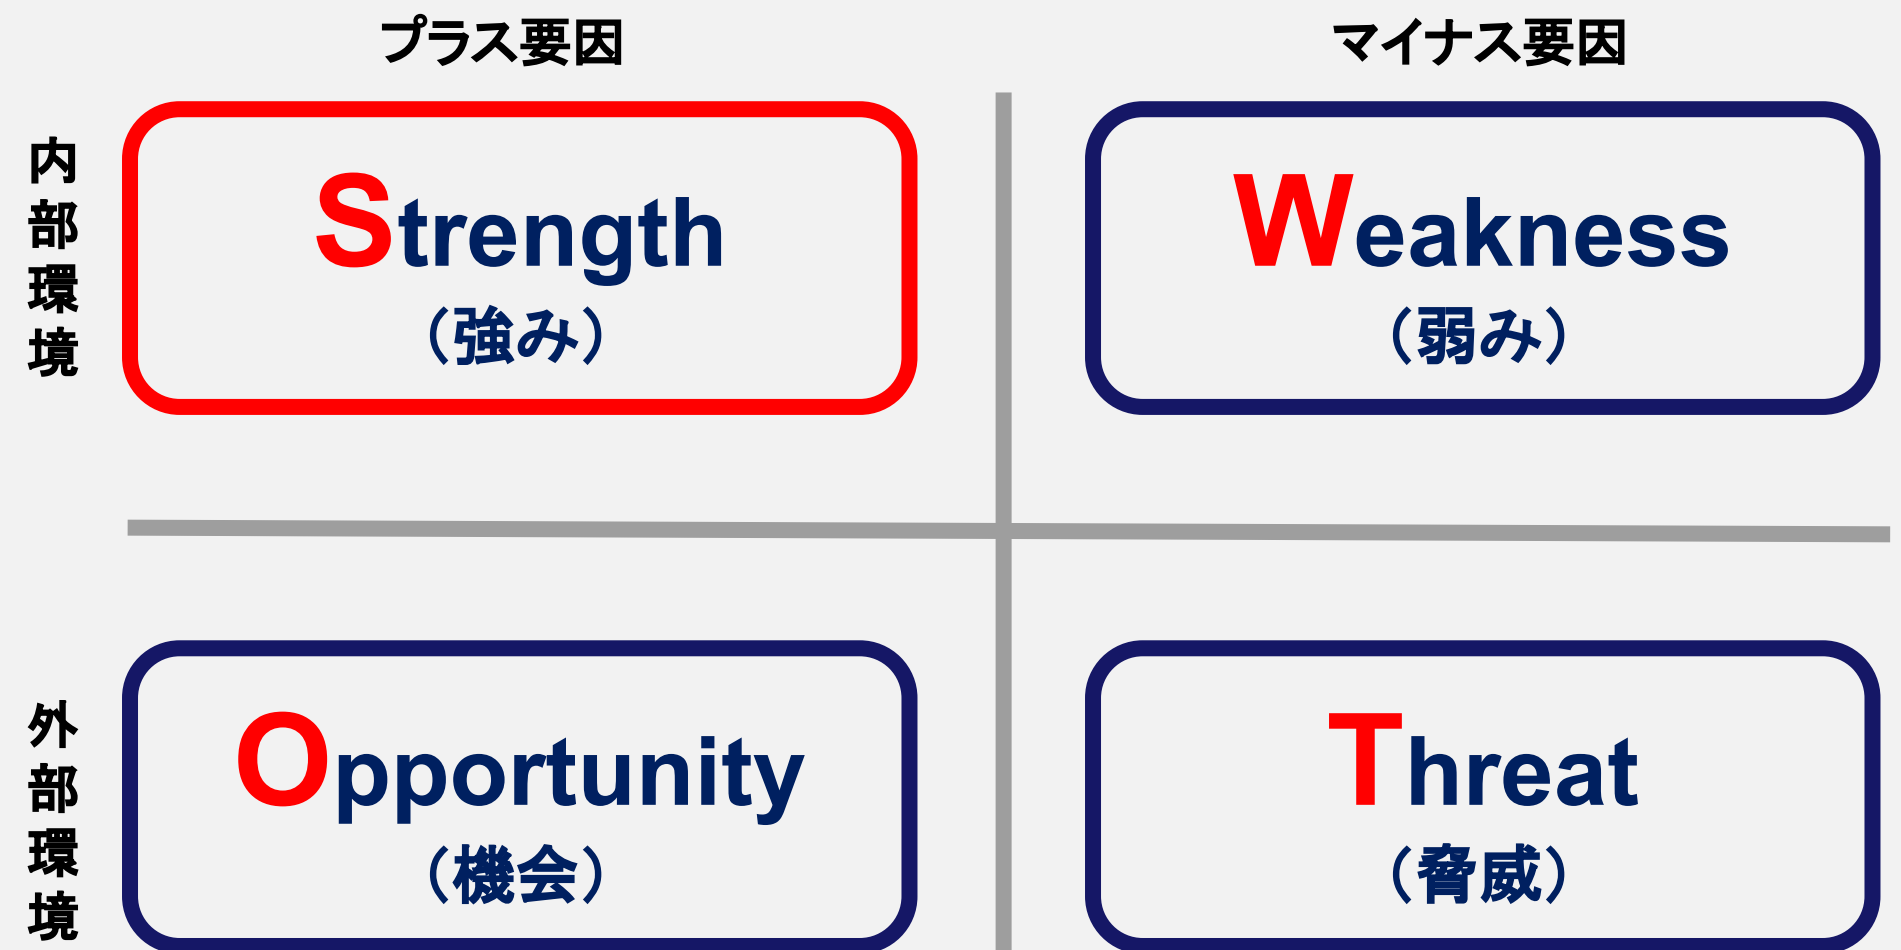 プラス要因
マイナス要因
内部環境
Strength
（強み）
Weakness
（弱み）
外部環境
Opportunity
（機会）
Threat
（脅威）